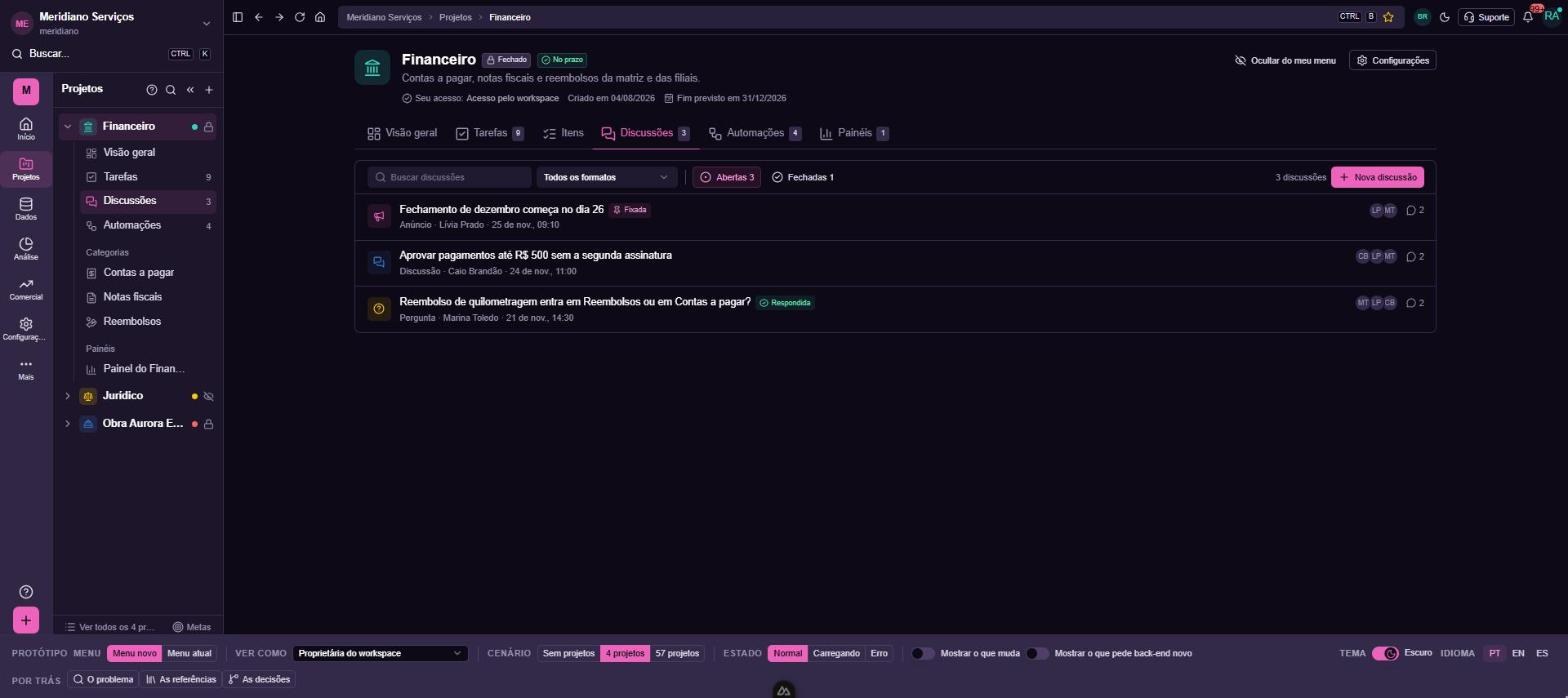 ME
Meridiano Serviços
meridiano
Meridiano Serviços > Projetos > Financeiro
CTRL B
BR
Suporte
99+
RA
Buscar...
CTRL K
M
Início
Projetos
Dados
Análise
Comercial
Configuraç...
Mais
Projetos
Financeiro
Visão geral
Tarefas 9
Discussões 3
Automações 4
Categorias
Contas a pagar
Notas fiscais
Reembolsos
Painéis
Painel do Finan...
Jurídico
Obra Aurora E...
Ver todos os 4 pr...
Metas
Financeiro Fechado No prazo
Contas a pagar, notas fiscais e reembolsos da matriz e das filiais.
Seu acesso: Acesso pelo workspace Criado em 04/08/2026 Fim previsto em 31/12/2026
Ocultar do meu menu
Configurações
Visão geral Tarefas 9 Itens Discussões 3 Automações 4 Painéis 1
Buscar discussões Todos os formatos Abertas 3 Fechadas 1 3 discussões + Nova discussão
Fechamento de dezembro começa no dia 26 Fixada
Anúncio · Lívia Prado · 25 de nov., 09:10
LP MT 2
Aprovar pagamentos até R$ 500 sem a segunda assinatura
Discussão · Caio Brandão · 24 de nov., 11:00
CB LP MT 2
Reembolso de quilometragem entra em Reembolsos ou em Contas a pagar? Respondida
Pergunta · Marina Toledo · 21 de nov., 14:30
MT LP CB 2
PROTÓTIPO MENU Menu novo Menu atual VER COMO Proprietária do workspace CENÁRIO Sem projetos 4 projetos 57 projetos ESTADO Normal Carregando Erro Mostrar o que muda Mostrar o que pede back-end novo TEMA Escuro IDIOMA PT EN ES
POR TRÁS O problema As referências As decisões